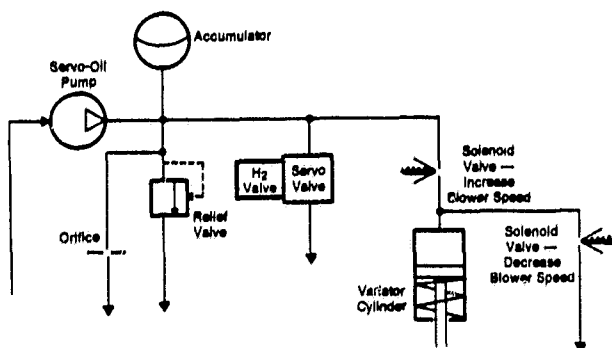 Accumulator
Servo-Oil
Pump
H2
Valve
Servo
Valve
Solenoid
Valve —
Increase
Blower Speed
Relief
Valve
Orifice
Solenoid
Valve —
Decrease
Blower Speed
Variator
Cylinder